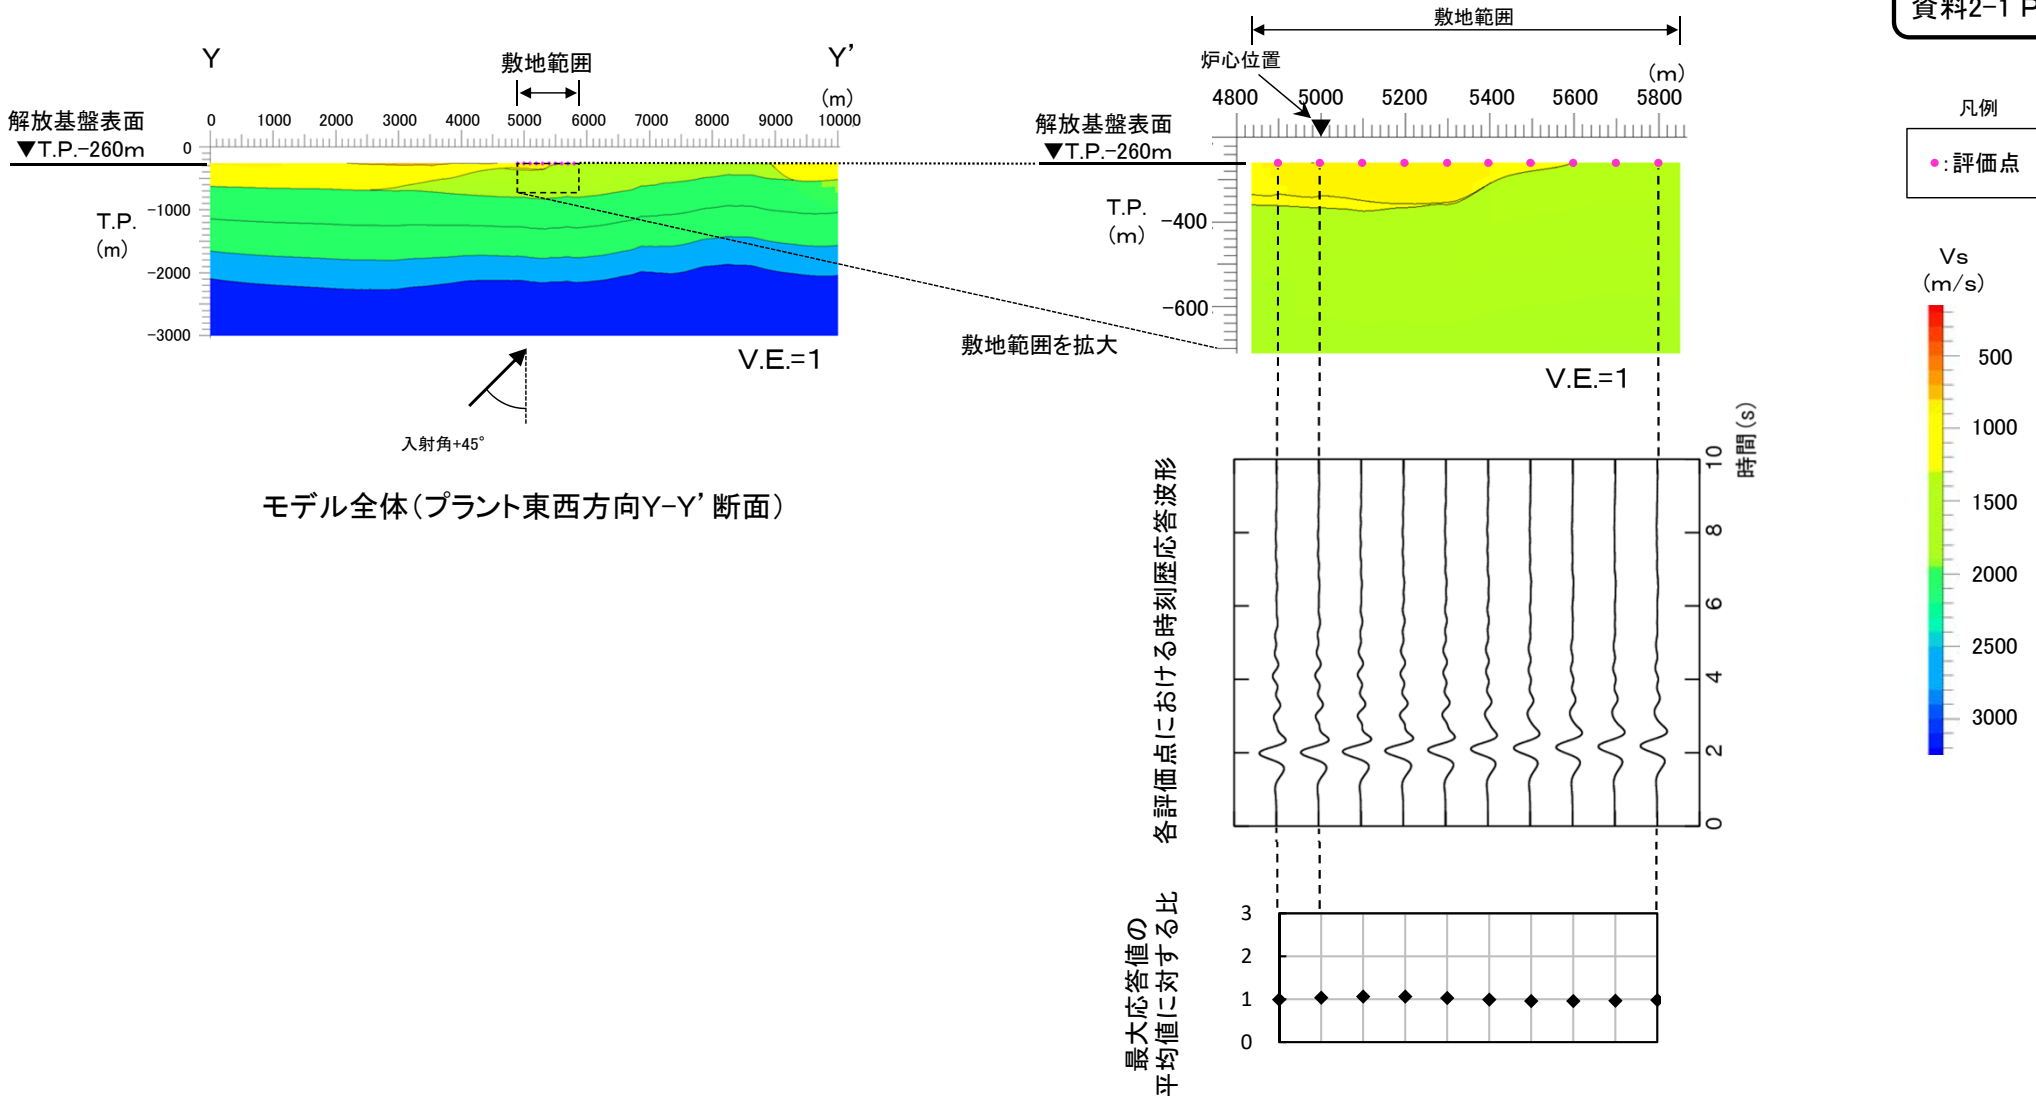 資料2-1 P
Y
Y'
敷地範囲
(m)
解放基盤表面
▼T.P.-260m
0 1000 2000 3000 4000 5000 6000 7000 8000 9000 10000
0
-1000
-2000
-3000
T.P.
(m)
V.E.=1
入射角+45°
モデル全体(プラント東西方向Y-Y'断面)
敷地範囲
炉心位置
(m)
4800 5000 5200 5400 5600 5800
解放基盤表面
▼T.P.-260m
T.P.
(m)
-400
-600
敷地範囲を拡大
V.E.=1
凡例
●:評価点
Vs
(m/s)
500
1000
1500
2000
2500
3000
各評価点における時刻歴応答波形
時間(s)
10
8
6
4
2
0
最大応答値の
平均値に対する比
3
2
1
0